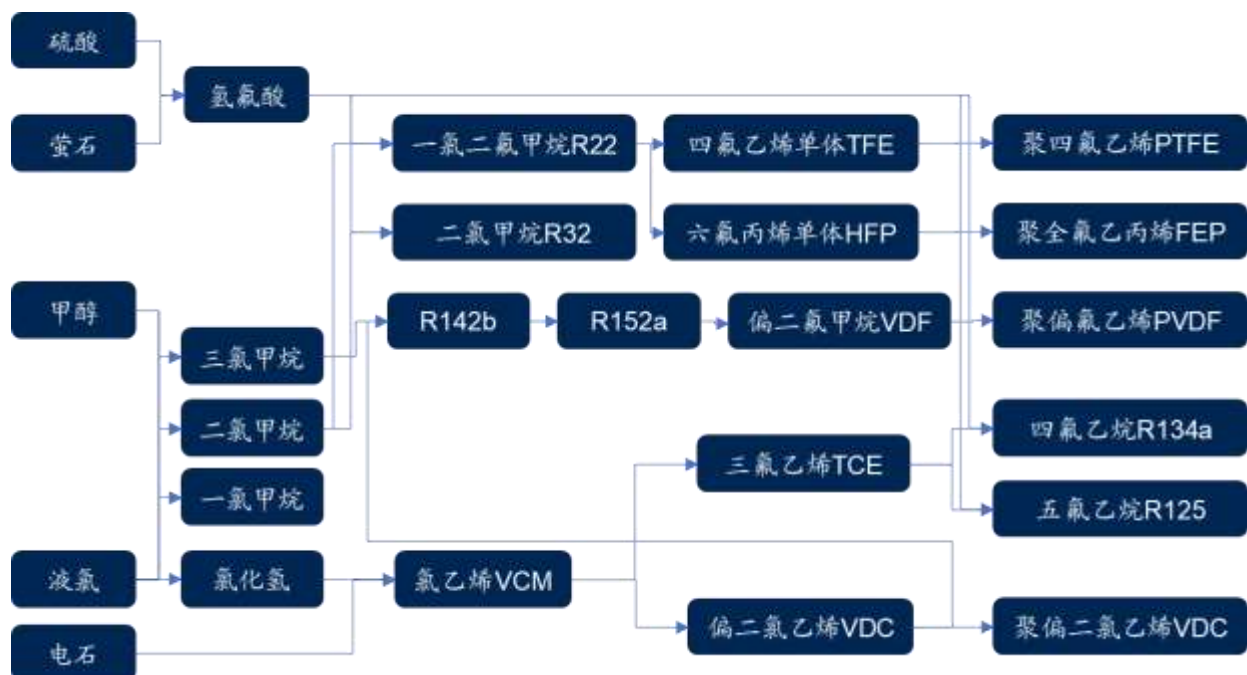 硫酸
氢氟酸
萤石
一氯二氟甲烷R22
四氟乙烯单体TFE
聚四氟乙烯PTFE
二氟甲烷R32
六氟丙烯单体HFP
聚全氟乙丙烯FEP
甲醇
R142b
R152a
偏二氟甲烷VDF
聚偏氟乙烯PVDF
三氯甲烷
二氯甲烷
四氟乙烷R134a
三氟乙烯TCE
一氯甲烷
五氟乙烷R125
液氯
氯化氢
氯乙烯VCM
偏二氯乙烯VDC
聚偏二氯乙烯VDC
电石